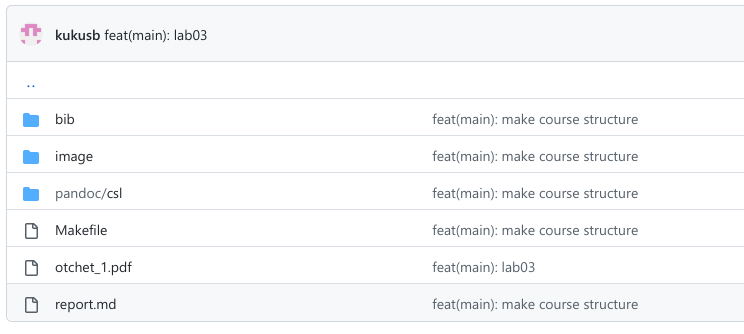 kukusb feat(main): lab03
..
bib feat(main): make course structure
image feat(main): make course structure
pandoc/csl feat(main): make course structure
Makefile feat(main): make course structure
otchet_1.pdf feat(main): lab03
report.md feat(main): make course structure